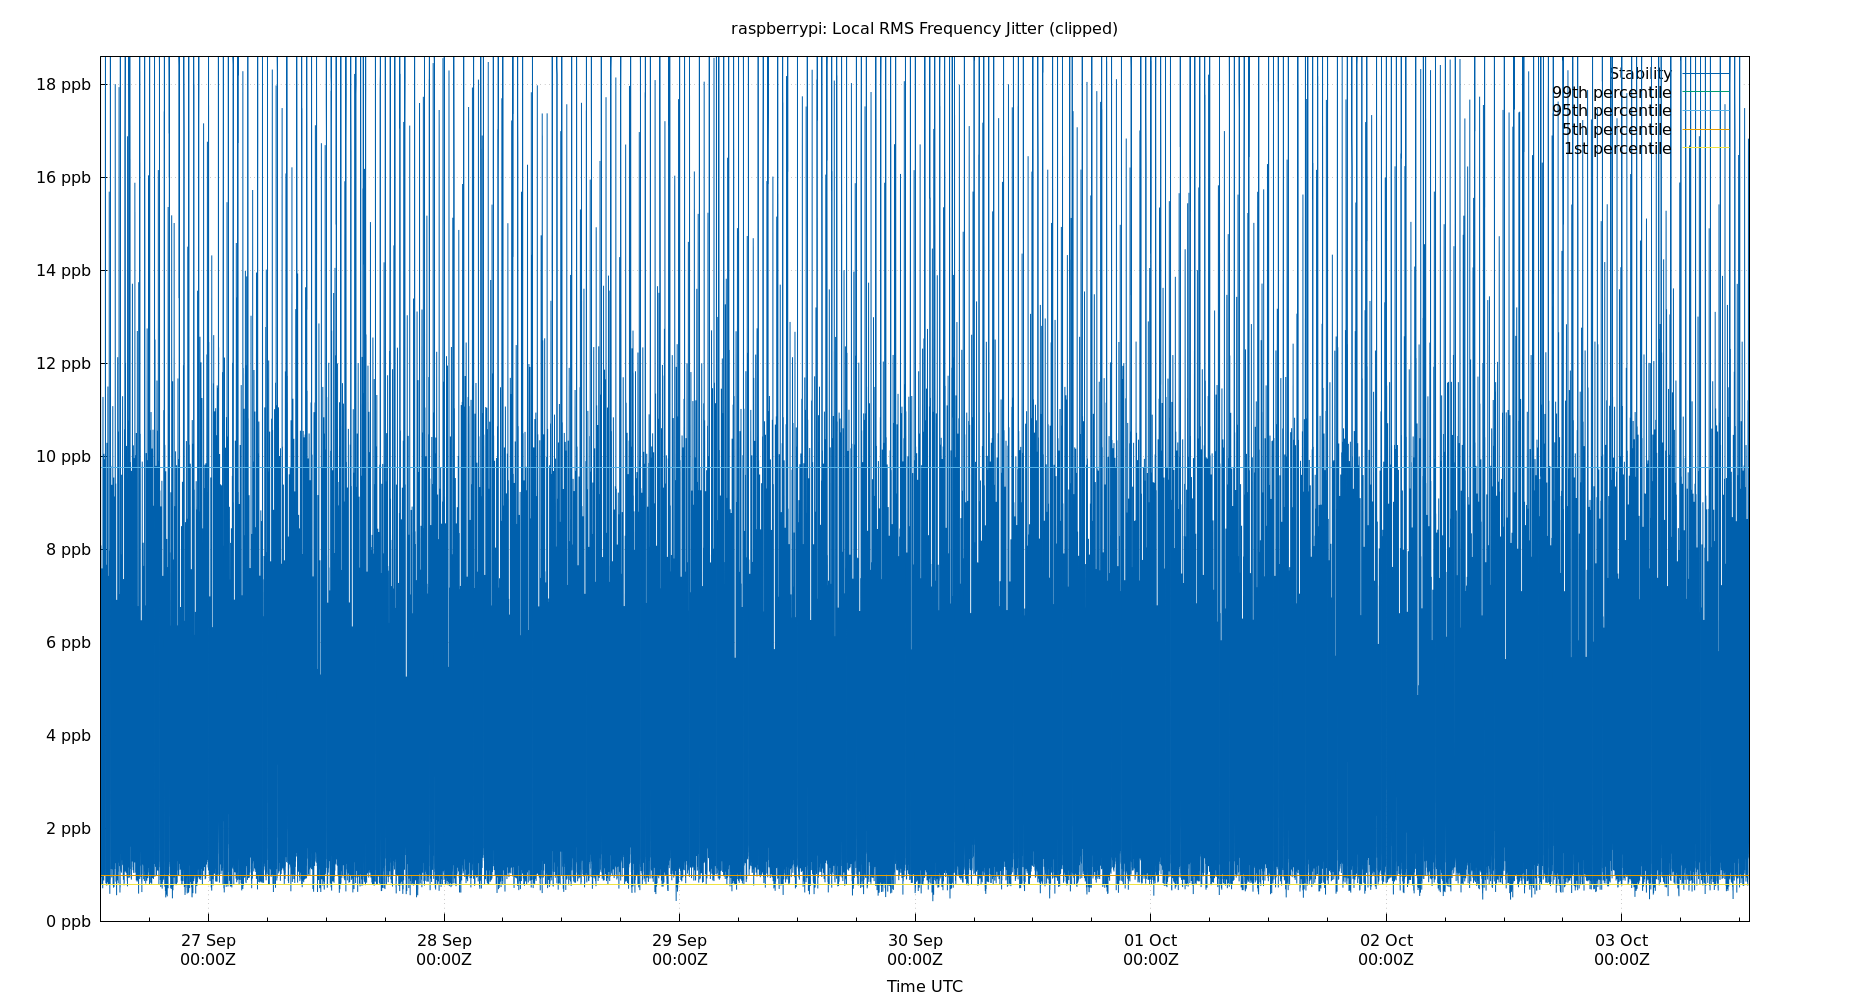 raspberrypi: Local RMS Frequency Jitter (clipped)
Stability
99th percentile
95th percentile
5th percentile
1st percentile
18 ppb
16 ppb
14 ppb
12 ppb
10 ppb
8 ppb
6 ppb
4 ppb
2 ppb
0 ppb
27 Sep 28 Sep 29 Sep 30 Sep 01 Oct 02 Oct 03 Oct
00:00Z 00:00Z 00:00Z 00:00Z 00:00Z 00:00Z 00:00Z
Time UTC